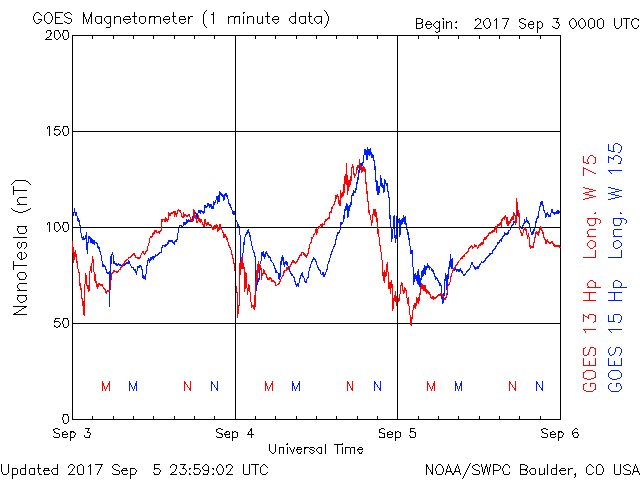 GOES Magnetometer (1 minute data)
Begin: 2017 Sep 3 0000 UTC
200
150
100
50
0
NanoTesla (nT)
M M N N M M N N M M N N
Sep 3 Sep 4 Sep 5 Sep 6
Universal Time
GOES 13 Hp Long. W 75
GOES 15 Hp Long. W 135
Updated 2017 Sep 5 23:59:02 UTC
NOAA/SWPC Boulder, CO USA